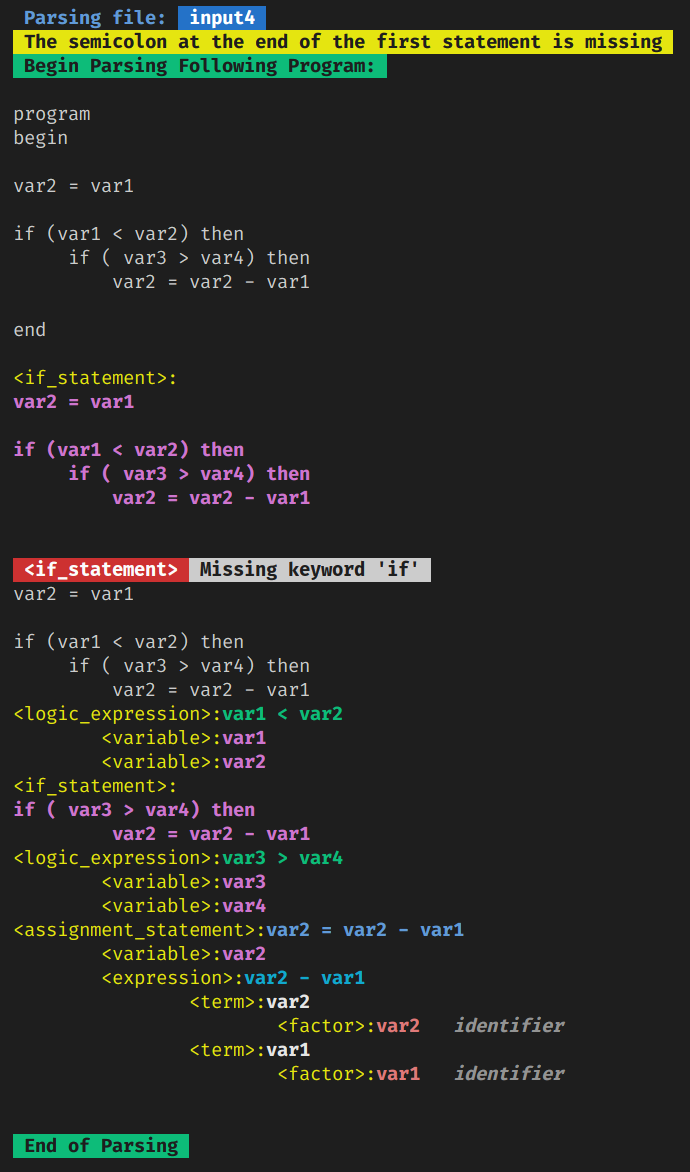 Parsing file: input4
The semicolon at the end of the first statement is missing
Begin Parsing Following Program:
program
begin
var2 = var1
if (var1 < var2) then
if ( var3 > var4) then
var2 = var2 - var1
end
<if_statement>:
var2 = var1
if (var1 < var2) then
if ( var3 > var4) then
var2 = var2 - var1
<if_statement> Missing keyword 'if'
var2 = var1
if (var1 < var2) then
if ( var3 > var4) then
var2 = var2 - var1
<logic_expression>:var1 < var2
<variable>:var1
<variable>:var2
<if_statement>:
if ( var3 > var4) then
var2 = var2 - var1
<logic_expression>:var3 > var4
<variable>:var3
<variable>:var4
<assignment_statement>:var2 = var2 - var1
<variable>:var2
<expression>:var2 - var1
<term>:var2
<factor>:var2 identifier
<term>:var1
<factor>:var1 identifier
End of Parsing